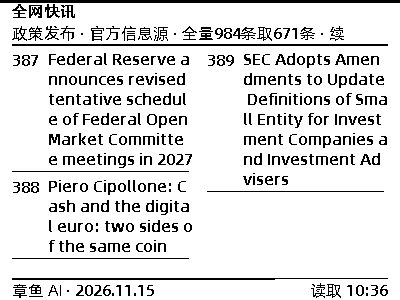 全网快讯
政策发布 · 官方信息源 · 全量984条取671条 · 续
387 Federal Reserve a
nnounces revised
tentative schedul
e of Federal Open
Market Committe
e meetings in 2027
388 Piero Cipollone: C
ash and the digita
l euro: two sides o
f the same coin
389 SEC Adopts Amen
dments to Update
Definitions of Sma
ll Entity for Invest
ment Companies a
nd Investment Ad
visers
章鱼 AI · 2026.11.15
读取 10:36